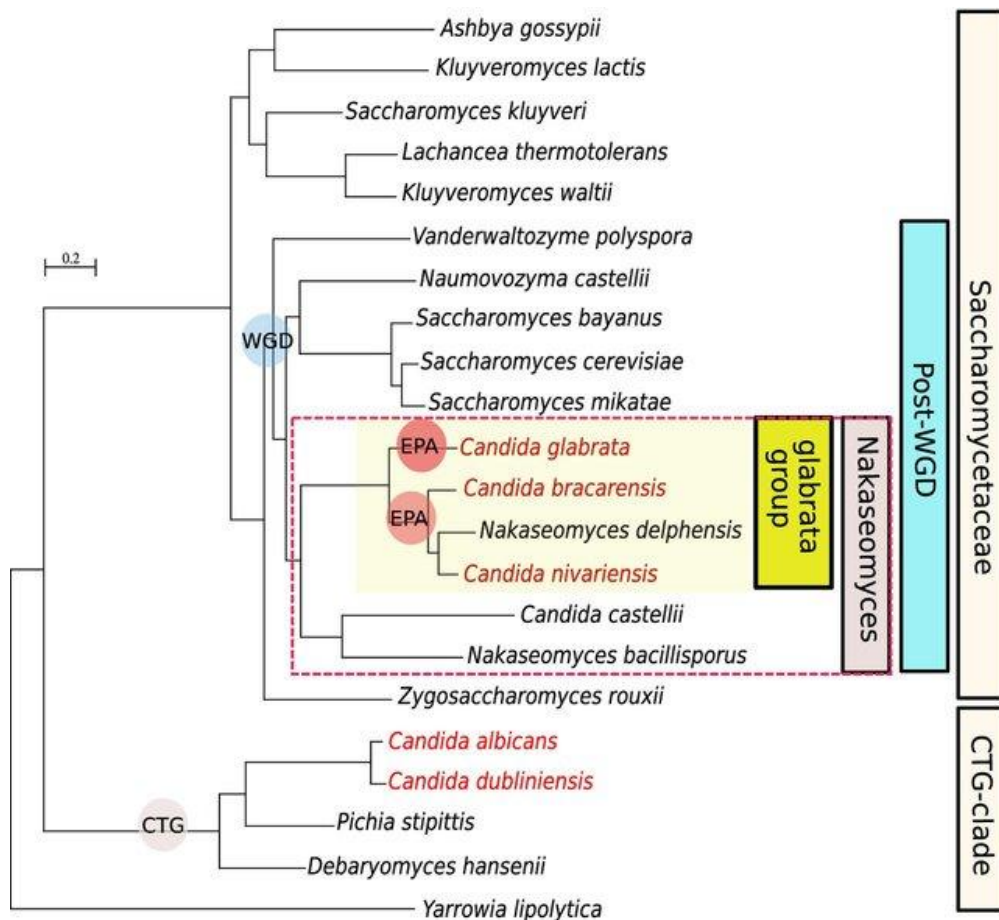 Ashbya gossypii
Kluyveromyces lactis
Saccharomyces kluyveri
Lachancea thermotolerans
Kluyveromyces waltii
Vanderwaltozyme polyspora
0.2
Naumovozyma castellii
Saccharomyces bayanus
WGD
Saccharomyces cerevisiae
Saccharomyces mikatae
EPA
Candida glabrata
Candida bracarensis
EPA
Nakaseomyces delphensis
Candida nivariensis
Candida castellii
Nakaseomyces bacillisporus
Zygosaccharomyces rouxii
Candida albicans
Candida dubliniensis
CTG
Pichia stipittis
Debaryomyces hansenii
Yarrowia lipolytica
glabrata
group
Nakaseomyces
Post-WGD
Saccharomycetaceae
CTG-clade